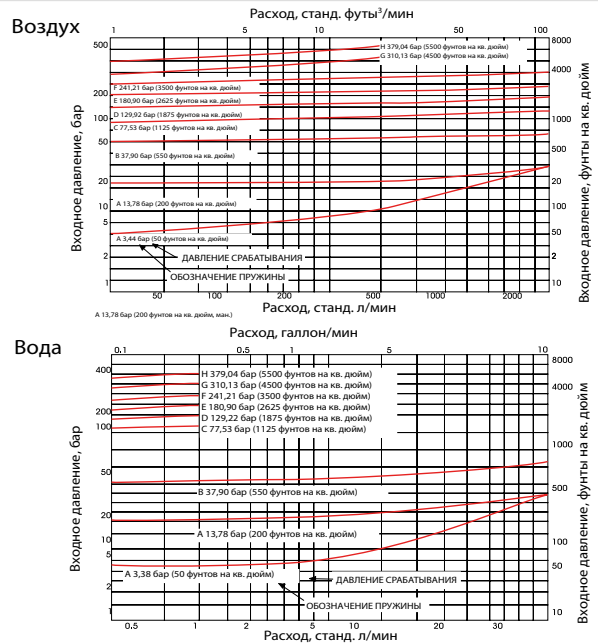 Воздух
Расход, станд. футы³/мин
1 5 10 50 100
Входное давление, бар
500
200
100
50
20
10
5
2
1
8000
4000
1000
500
100
50
2
10
Входное давление, фунты на кв. дюйм
H 379,04 бар (5500 фунтов на кв. дюйм)
G 310,13 бар (4500 фунтов на кв. дюйм)
F 241,21 бар (3500 фунтов на кв. дюйм)
E 180,90 бар (2625 фунтов на кв. дюйм)
D 129,92 бар (1875 фунтов на кв. дюйм)
C 77,53 бар (1125 фунтов на кв. дюйм)
B 37,90 бар (550 фунтов на кв. дюйм)
A 13,78 бар (200 фунтов на кв. дюйм)
A 3,44 бар (50 фунтов на кв. дюйм)
ДАВЛЕНИЕ СРАБАТЫВАНИЯ
ОБОЗНАЧЕНИЕ ПРУЖИНЫ
50 100 200 500 1000 2000
Расход, станд. л/мин
A 13,78 бар (200 фунтов на кв. дюйм, ман.)
Вода
Расход, галлон/мин
0.1 0.5 1 5 10
Входное давление, бар
400
200
100
50
20
10
5
2
1
8000
4000
1000
500
100
50
10
Входное давление, фунты на кв. дюйм
H 379,04 бар (5500 фунтов на кв. дюйм)
G 310,13 бар (4500 фунтов на кв. дюйм)
F 241,21 бар (3500 фунтов на кв. дюйм)
E 180,90 бар (2625 фунтов на кв. дюйм)
D 129,22 бар (1875 фунтов на кв. дюйм)
C 77,53 бар (1125 фунтов на кв. дюйм)
B 37,90 бар (550 фунтов на кв. дюйм)
A 13,78 бар (200 фунтов на кв. дюйм)
A 3,38 бар (50 фунтов на кв. дюйм)
ДАВЛЕНИЕ СРАБАТЫВАНИЯ
ОБОЗНАЧЕНИЕ ПРУЖИНЫ
0.5 1 2 5 10 20 30
Расход, станд. л/мин